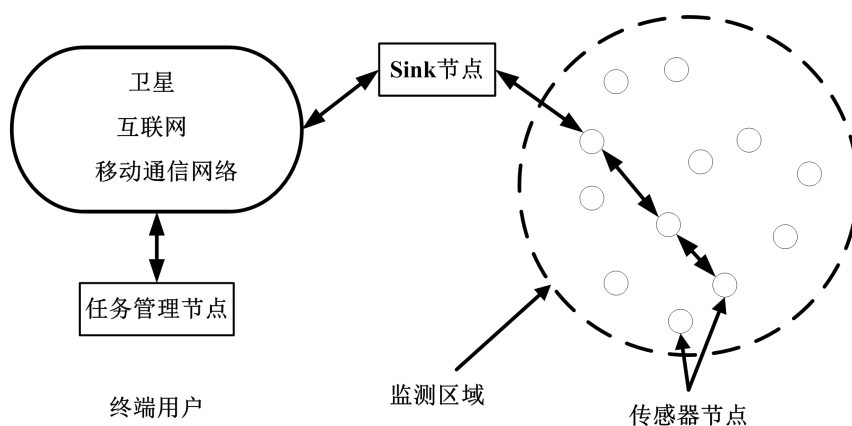 卫星
互联网
移动通信网络
Sink节点
任务管理节点
终端用户
监测区域
传感器节点